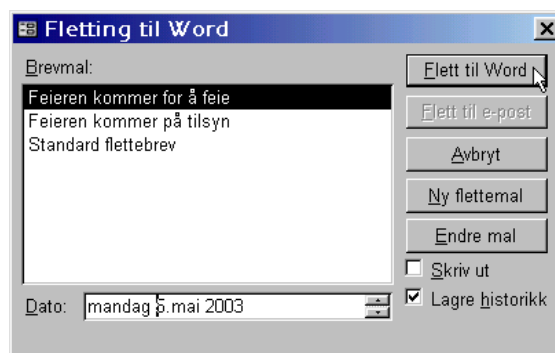 Fletting til Word
Brevmal:
Feieren kommer for å feie
Feieren kommer på tilsyn
Standard flettebrev
Dato: mandag 5.mai 2003
Flett til Word
Flett til e-post
Avbryt
Ny flettemal
Endre mal
Skriv ut
Lagre historikk